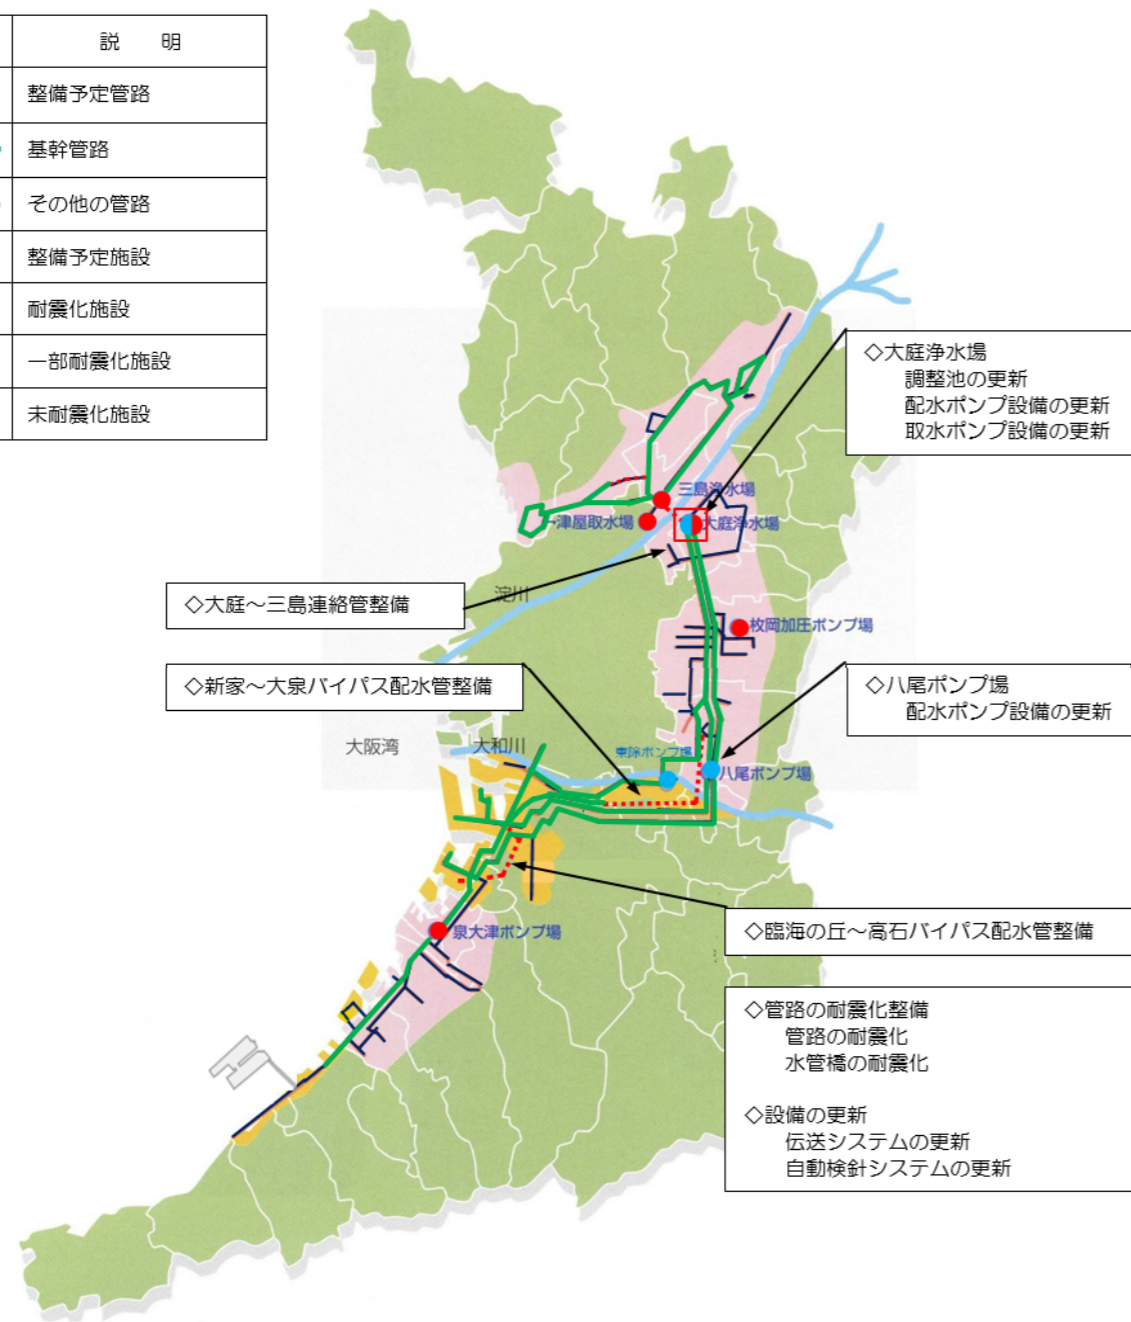 説 明
整備予定管路
基幹管路
その他の管路
整備予定施設
耐震化施設
一部耐震化施設
未耐震化施設
◇大庭浄水場
調整池の更新
配水ポンプ設備の更新
取水ポンプ設備の更新
三島浄水場
一津屋取水場
大庭浄水場
◇大庭～三島連絡管整備
淀川
枚岡加圧ポンプ場
◇新家～大泉バイパス配水管整備
◇八尾ポンプ場
配水ポンプ設備の更新
大阪湾
大和川
東除ポンプ場
八尾ポンプ場
◇臨海の丘～高石バイパス配水管整備
泉大津ポンプ場
◇管路の耐震化整備
管路の耐震化
水管橋の耐震化
◇設備の更新
伝送システムの更新
自動検針システムの更新